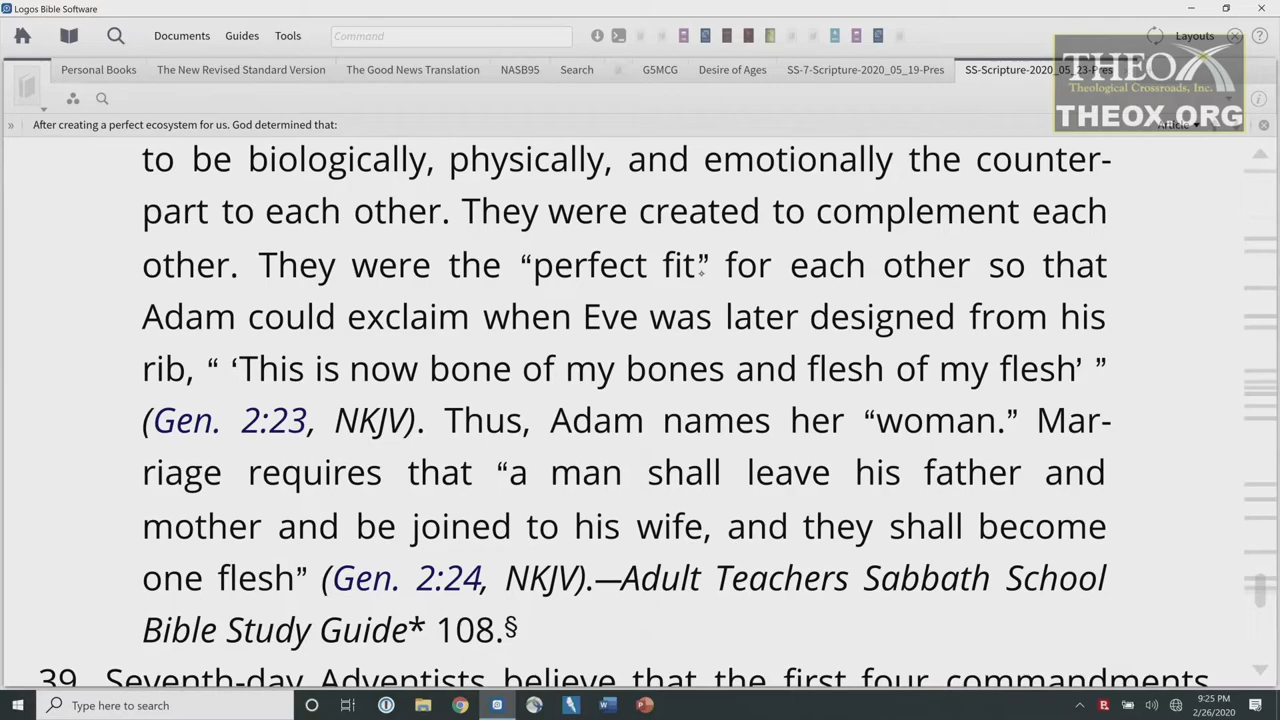 Logos Bible Software
Documents Guides Tools Command Layouts
Personal Books The New Revised Standard Version NASB95 Search G5MCG Desire of Ages SS-7-Scripture-2020_05_19-Pres SS-Scripture-2020_05_23-Pres
THEOX
Theological Crossroads, Inc.
THEOX.ORG
After creating a perfect ecosystem for us. God determined that:
to be biologically, physically, and emotionally the counter-
part to each other. They were created to complement each
other. They were the “perfect fit” for each other so that
Adam could exclaim when Eve was later designed from his
rib, “ ‘This is now bone of my bones and flesh of my flesh’ ”
(Gen. 2:23, NKJV). Thus, Adam names her “woman.” Mar-
riage requires that “a man shall leave his father and
mother and be joined to his wife, and they shall become
one flesh” (Gen. 2:24, NKJV).—Adult Teachers Sabbath School
Bible Study Guide* 108.§
39. Seventh-day Adventists believe that the first four commandments
Type here to search
9:25 PM
2/26/2020